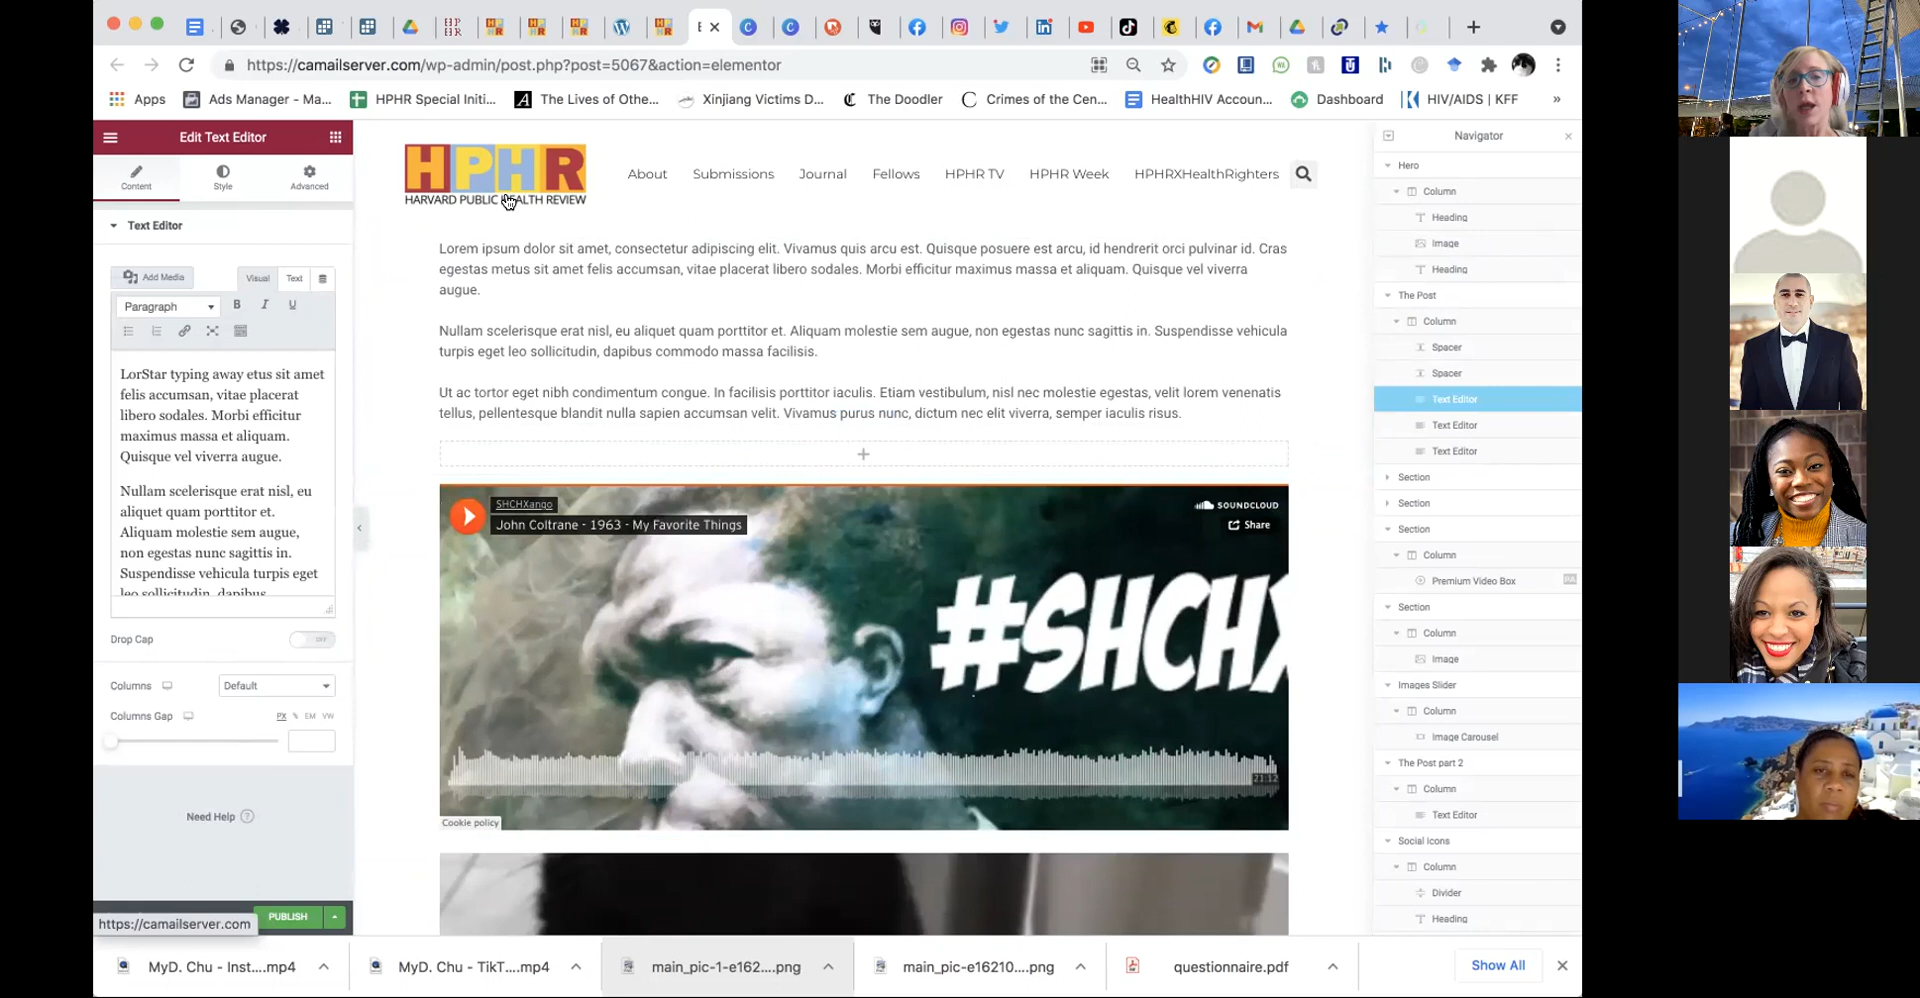 E
https://camailserver.com/wp-admin/post.php?post=5067&action=elementor
Apps
Ads Manager - Ma...
HPHR Special Initi...
The Lives of Othe...
Xinjiang Victims D...
The Doodler
Crimes of the Cen...
HealthHIV Accoun...
Dashboard
HIV/AIDS | KFF
»
Edit Text Editor
Content
Style
Advanced
Text Editor
Add Media
Visual
Text
Paragraph
B
I
U
LorStar typing away etus sit amet
felis accumsan, vitae placerat
libero sodales. Morbi efficitur
maximus massa et aliquam.
Quisque vel viverra augue.
Nullam scelerisque erat nisl, eu
aliquet quam porttitor et.
Aliquam molestie sem augue,
non egestas nunc sagittis in.
Suspendisse vehicula turpis eget
leo sollicitudin, dapibus
Drop Cap
OFF
Columns
Default
Columns Gap
PX % EM VW
Need Help
https://camailserver.com
PUBLISH
HPHR
HARVARD PUBLIC HEALTH REVIEW
About
Submissions
Journal
Fellows
HPHR TV
HPHR Week
HPHRXHealthRighters
Lorem ipsum dolor sit amet, consectetur adipiscing elit. Vivamus quis arcu est. Quisque posuere est arcu, id hendrerit orci pulvinar id. Cras
egestas metus sit amet felis accumsan, vitae placerat libero sodales. Morbi efficitur maximus massa et aliquam. Quisque vel viverra
augue.
Nullam scelerisque erat nisl, eu aliquet quam porttitor et. Aliquam molestie sem augue, non egestas nunc sagittis in. Suspendisse vehicula
turpis eget leo sollicitudin, dapibus commodo massa facilisis.
Ut ac tortor eget nibh condimentum congue. In facilisis porttitor iaculis. Etiam vestibulum, nisl nec molestie egestas, velit lorem venenatis
tellus, pellentesque blandit nulla sapien accumsan velit. Vivamus purus nunc, dictum nec elit viverra, semper iaculis risus.
SHCHXango
John Coltrane - 1963 - My Favorite Things
SOUNDCLOUD
Share
#SHCHX
21:12
Cookie policy
Navigator
Hero
Column
Heading
Image
Heading
The Post
Column
Spacer
Spacer
Text Editor
Text Editor
Text Editor
Section
Section
Section
Column
Premium Video Box
PA
Section
Column
Image
Images Slider
Column
Image Carousel
The Post part 2
Column
Text Editor
Social Icons
Column
Divider
Heading
MyD. Chu - Inst....mp4
MyD. Chu - TikT....mp4
main_pic-1-e162....png
main_pic-e16210....png
questionnaire.pdf
Show All